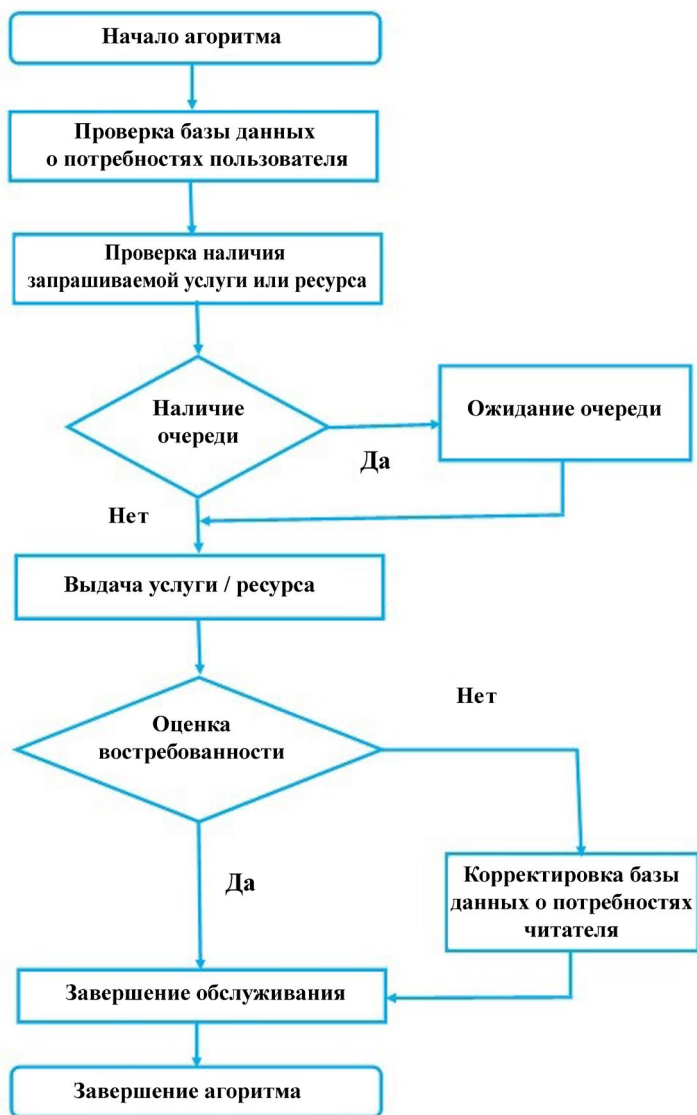 Начало агоритма
Проверка базы данных
о потребностях пользователя
Проверка наличия
запрашиваемой услуги или ресурса
Наличие
очереди
Ожидание очереди
Да
Нет
Выдача услуги / ресурса
Нет
Оценка
востребованности
Да
Корректировка базы
данных о потребностях
читателя
Завершение обслуживания
Завершение агоритма